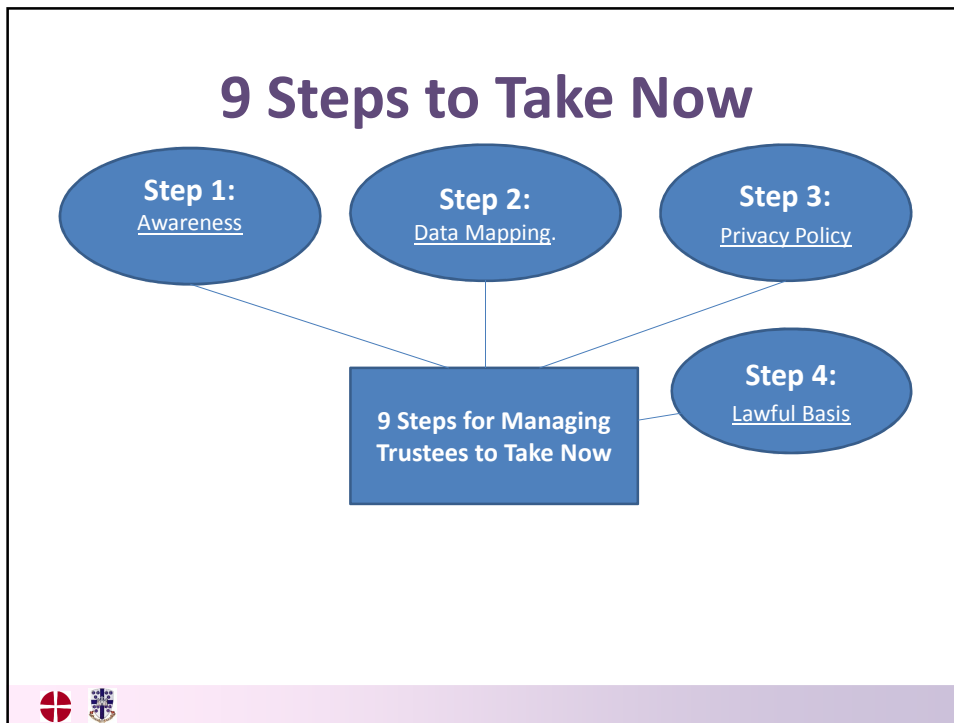 9 Steps to Take Now
Step 1:
Awareness
Step 2:
Data Mapping.
Step 3:
Privacy Policy
Step 4:
Lawful Basis
9 Steps for Managing
Trustees to Take Now